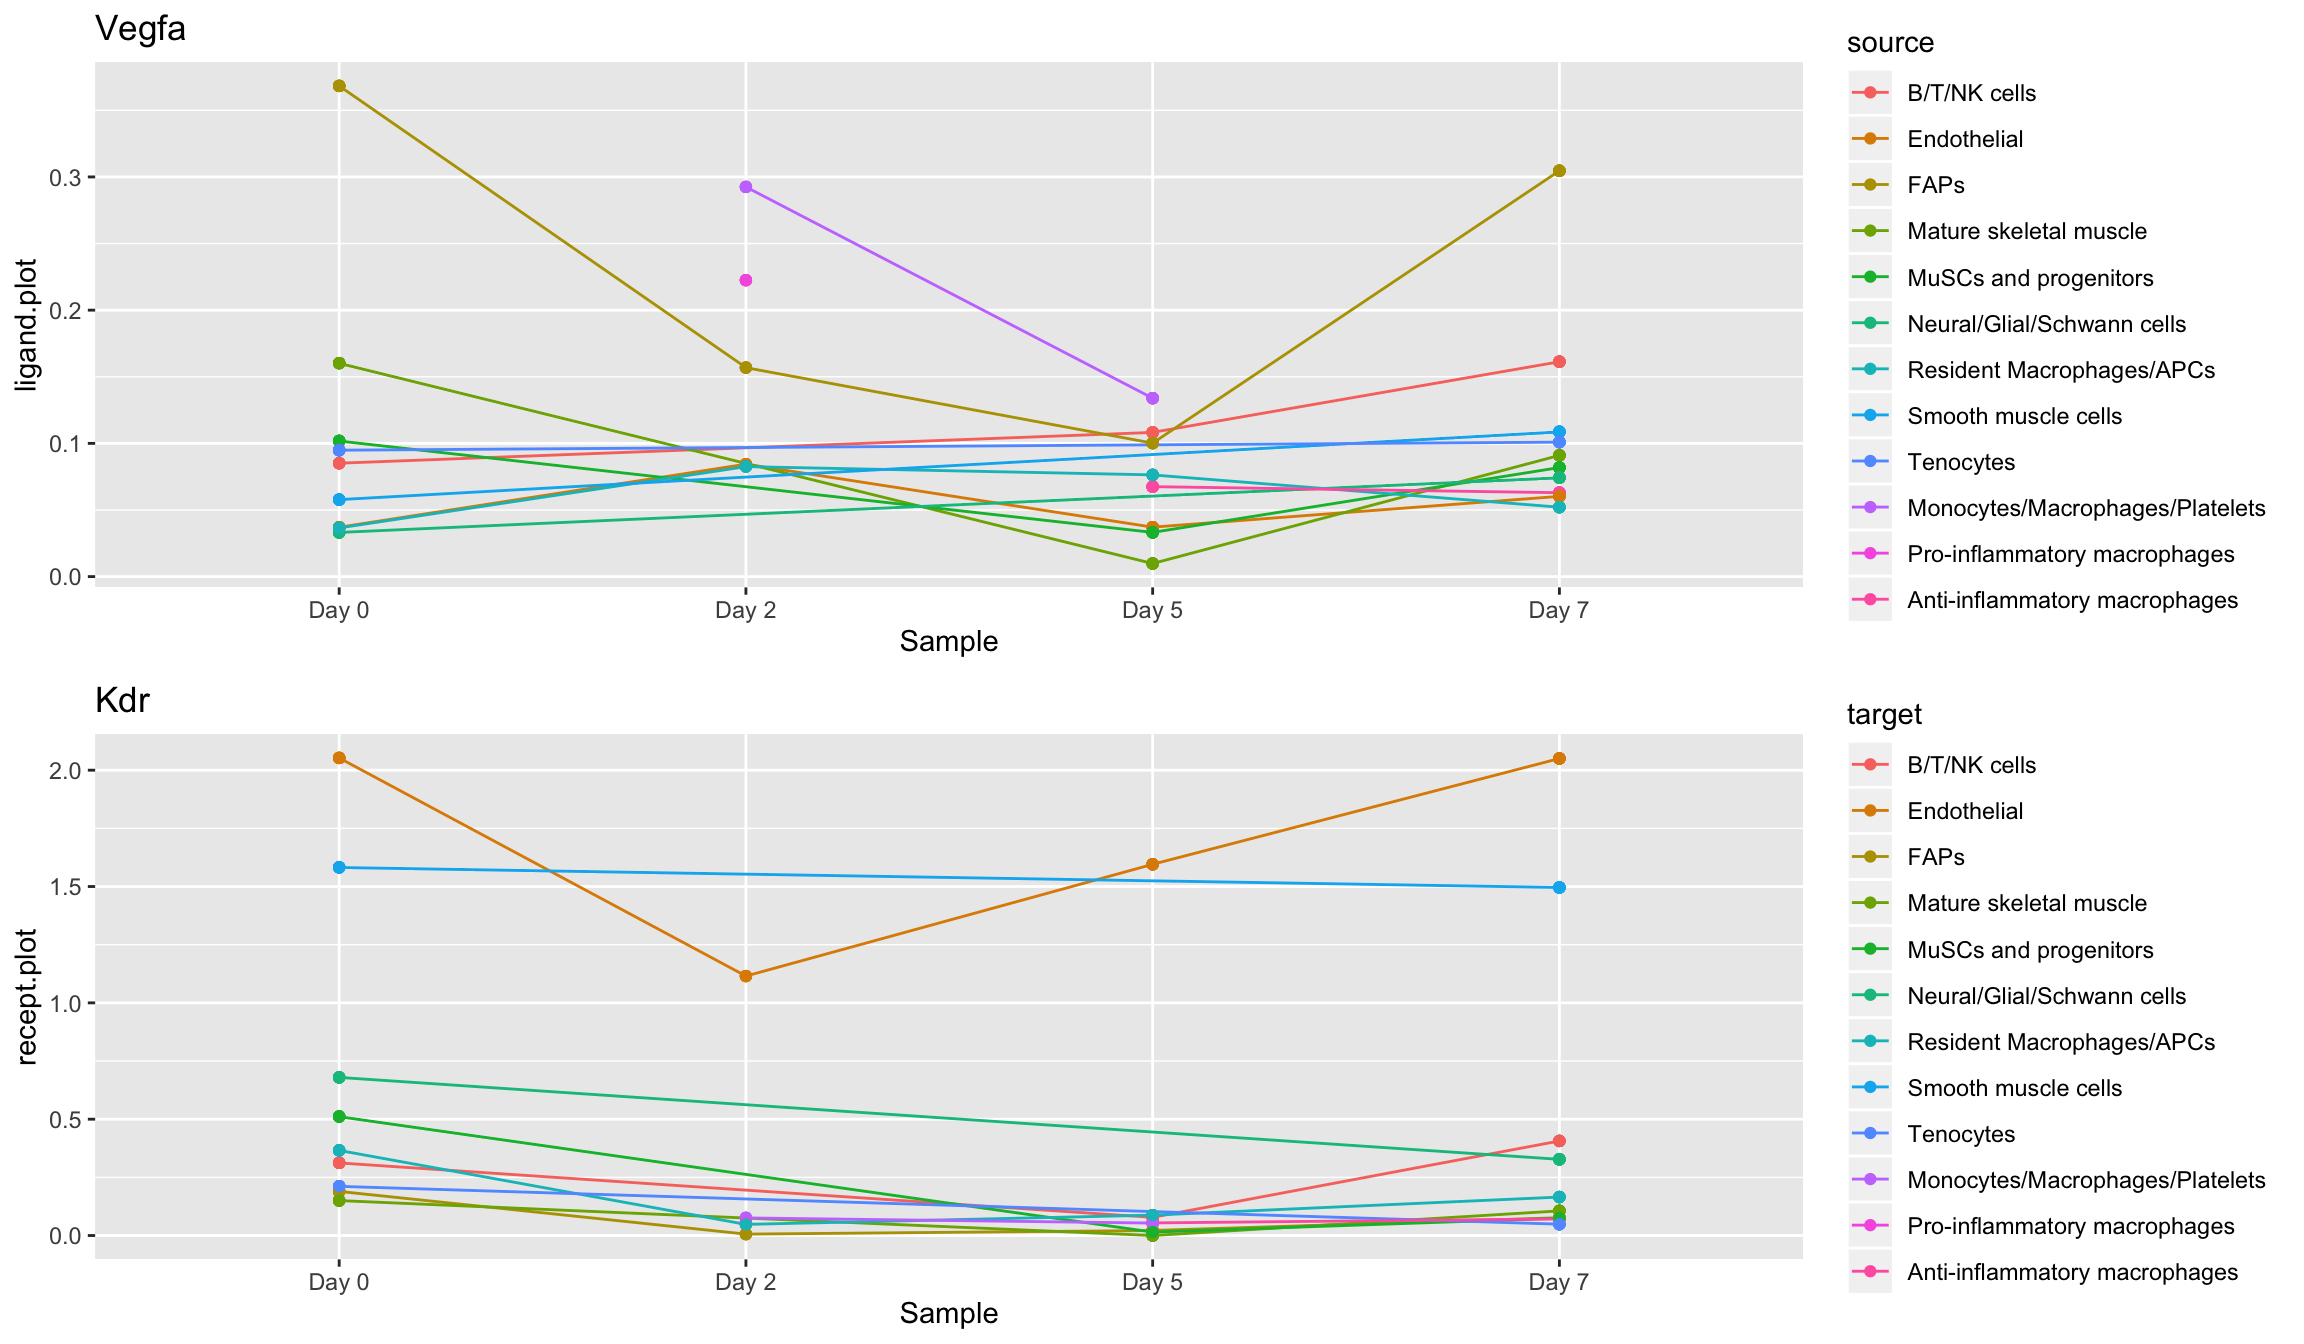 Vegfa
ligand.plot
0.3
0.2
0.1
0.0
Day 0
Day 2
Day 5
Day 7
Sample
source
B/T/NK cells
Endothelial
FAPs
Mature skeletal muscle
MuSCs and progenitors
Neural/Glial/Schwann cells
Resident Macrophages/APCs
Smooth muscle cells
Tenocytes
Monocytes/Macrophages/Platelets
Pro-inflammatory macrophages
Anti-inflammatory macrophages
Kdr
recept.plot
2.0
1.5
1.0
0.5
0.0
Day 0
Day 2
Day 5
Day 7
Sample
target
B/T/NK cells
Endothelial
FAPs
Mature skeletal muscle
MuSCs and progenitors
Neural/Glial/Schwann cells
Resident Macrophages/APCs
Smooth muscle cells
Tenocytes
Monocytes/Macrophages/Platelets
Pro-inflammatory macrophages
Anti-inflammatory macrophages